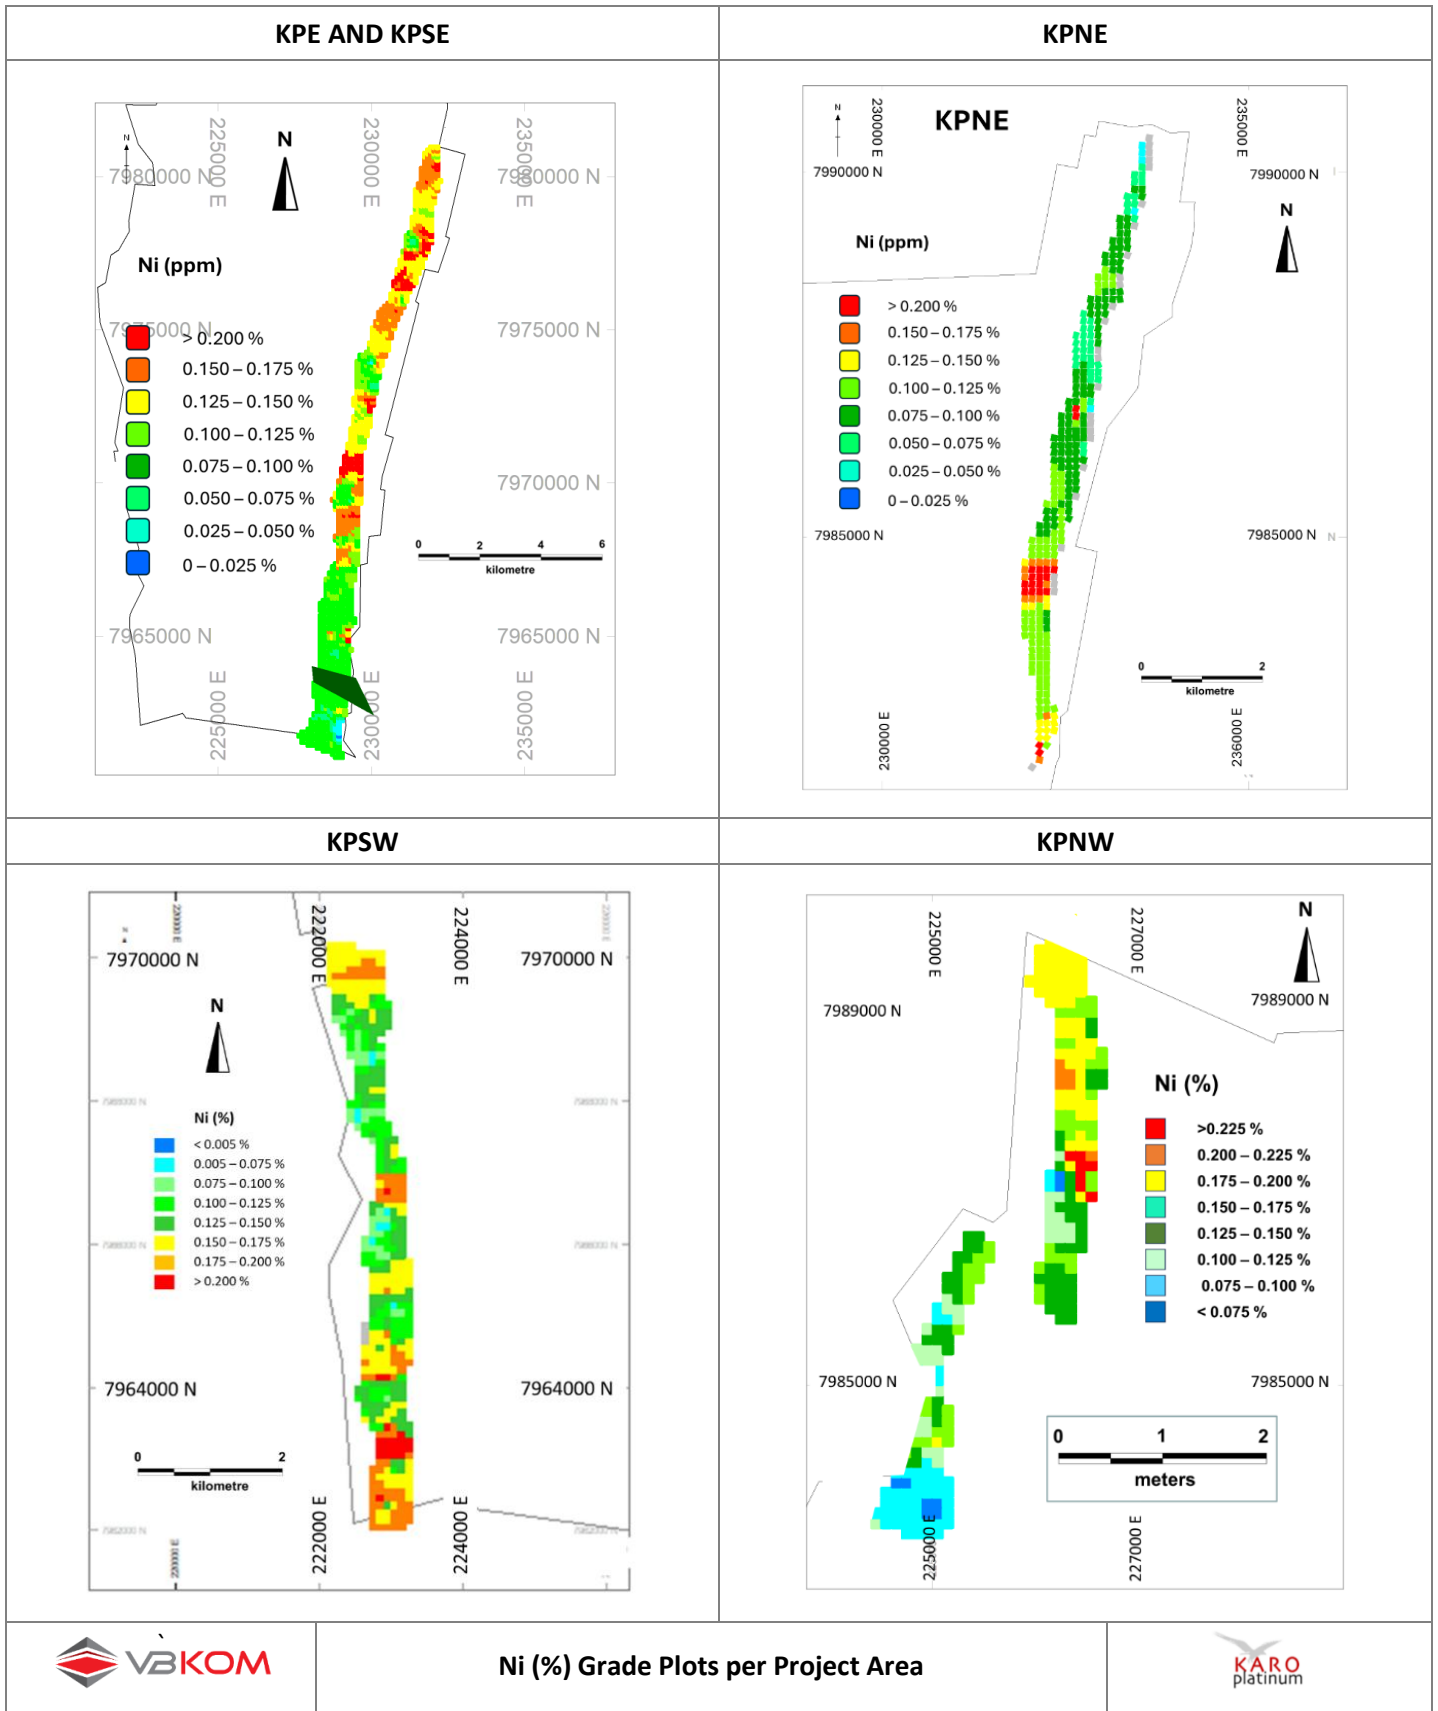 KPE AND KPSE
KPNE
225000 E
230000 E
235000 E
N
N
7980000 N
7980000 N
Ni (ppm)
7975000 N
7975000 N
> 0.200 %
0.150 – 0.175 %
0.125 – 0.150 %
0.100 – 0.125 %
0.075 – 0.100 %
0.050 – 0.075 %
0.025 – 0.050 %
0 – 0.025 %
7970000 N
0 2 4 6
kilometre
7965000 N
7965000 N
225000 E
230000 E
235000 E
230000 E
235000 E
N
KPNE
7990000 N
7990000 N
N
Ni (ppm)
> 0.200 %
0.150 – 0.175 %
0.125 – 0.150 %
0.100 – 0.125 %
0.075 – 0.100 %
0.050 – 0.075 %
0.025 – 0.050 %
0 – 0.025 %
7985000 N
7985000 N
0 2
kilometre
230000 E
236000 E
KPSW
KPNW
220000 E
222000 E
224000 E
7970000 N
7970000 N
N
Ni (%)
< 0.005 %
0.005 – 0.075 %
0.075 – 0.100 %
0.100 – 0.125 %
0.125 – 0.150 %
0.150 – 0.175 %
0.175 – 0.200 %
> 0.200 %
7964000 N
7964000 N
0 2
kilometre
220000 E
222000 E
224000 E
225000 E
227000 E
N
7989000 N
7989000 N
Ni (%)
>0.225 %
0.200 – 0.225 %
0.175 – 0.200 %
0.150 – 0.175 %
0.125 – 0.150 %
0.100 – 0.125 %
0.075 – 0.100 %
< 0.075 %
7985000 N
7985000 N
0 1 2
meters
225000 E
227000 E
VBKOM
Ni (%) Grade Plots per Project Area
KARO
platinum